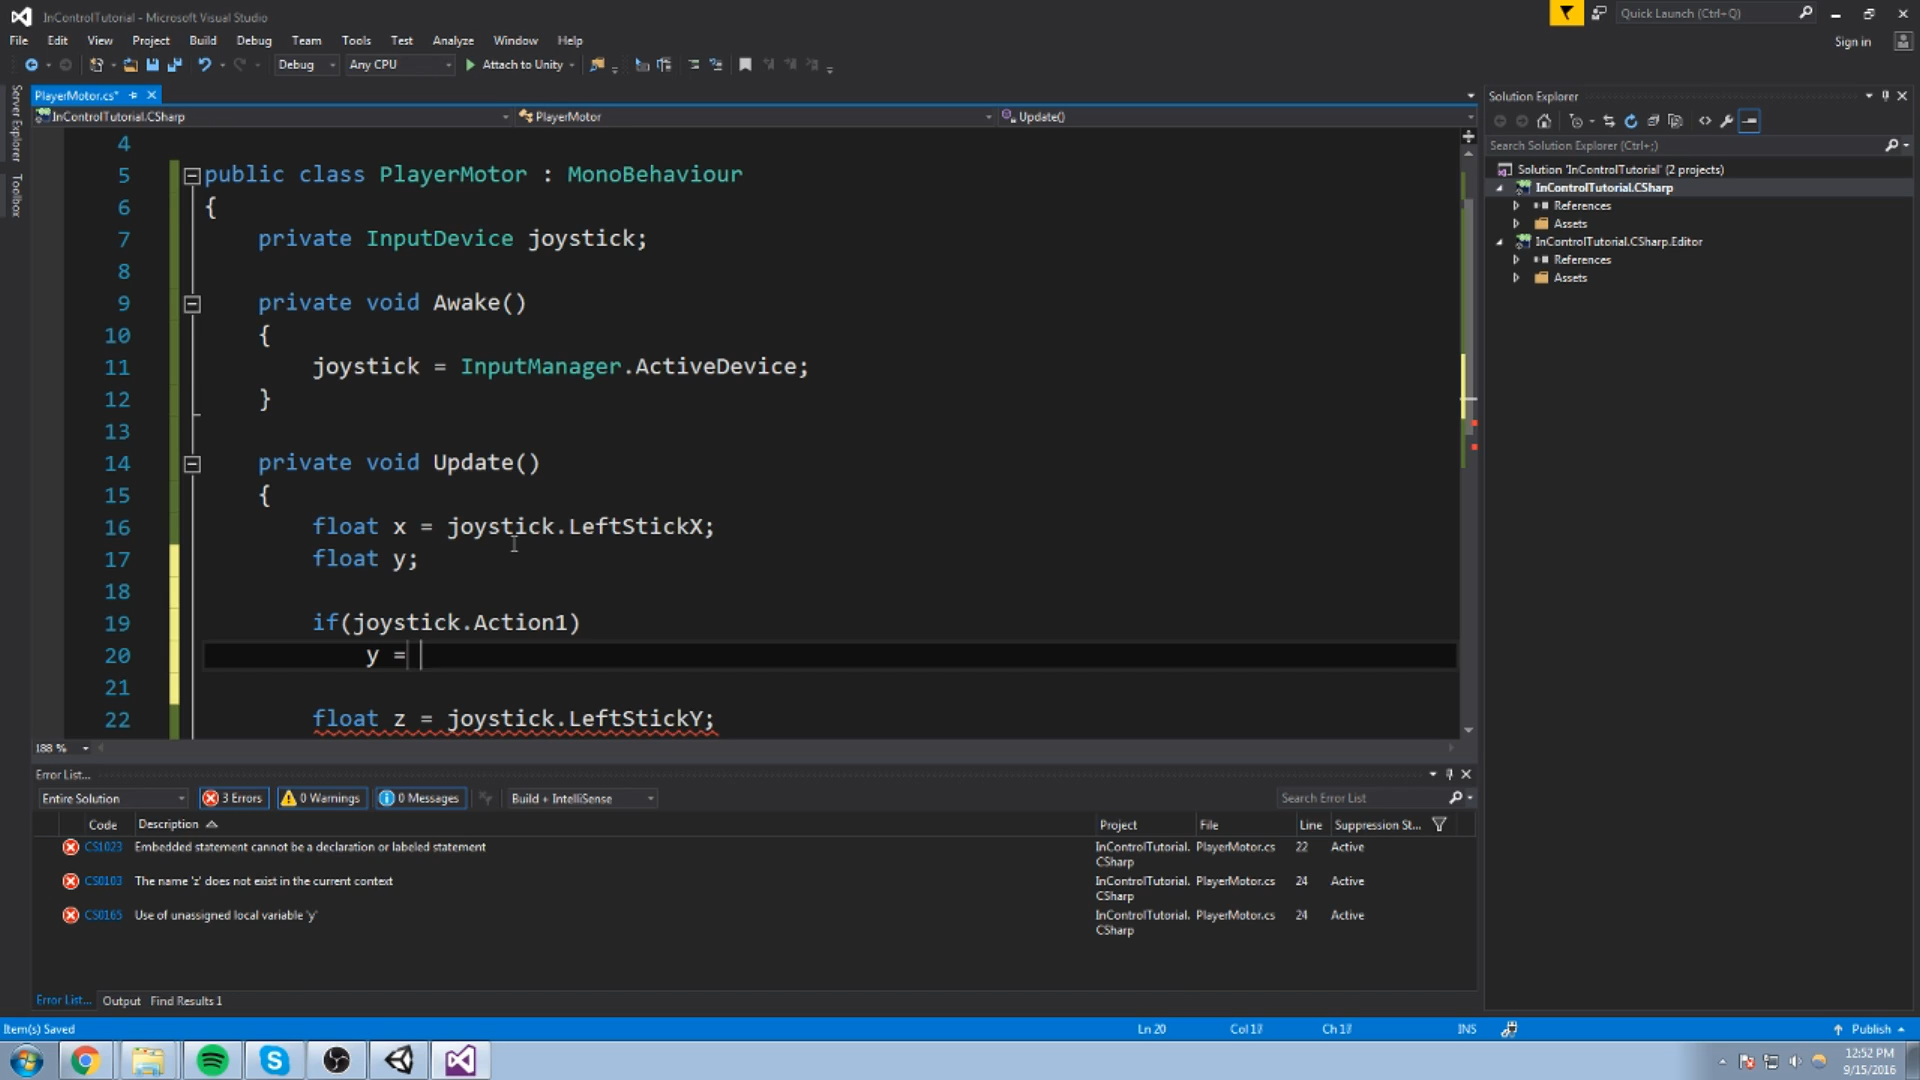 InControlTutorial - Microsoft Visual Studio
Quick Launch (Ctrl+Q)
File Edit View Project Build Debug Team Tools Test Analyze Window Help
Sign in
Debug Any CPU Attach to Unity
Server Explorer
Toolbox
PlayerMotor.cs*
InControlTutorial.CSharp PlayerMotor Update()
4
5 public class PlayerMotor : MonoBehaviour
6 {
7 private InputDevice joystick;
8
9 private void Awake()
10 {
11 joystick = InputManager.ActiveDevice;
12 }
13
14 private void Update()
15 {
16 float x = joystick.LeftStickX;
17 float y;
18
19 if(joystick.Action1)
20 y =
21
22 float z = joystick.LeftStickY;
188 %
Solution Explorer
Search Solution Explorer (Ctrl+;)
Solution 'InControlTutorial' (2 projects)
InControlTutorial.CSharp
References
Assets
InControlTutorial.CSharp.Editor
References
Assets
Error List...
Entire Solution 3 Errors 0 Warnings 0 Messages Build + IntelliSense Search Error List
Code Description Project File Line Suppression St...
CS1023 Embedded statement cannot be a declaration or labeled statement InControlTutorial.CSharp PlayerMotor.cs 22 Active
CS0103 The name 'z' does not exist in the current context InControlTutorial.CSharp PlayerMotor.cs 24 Active
CS0165 Use of unassigned local variable 'y' InControlTutorial.CSharp PlayerMotor.cs 24 Active
Error List... Output Find Results 1
Item(s) Saved Ln 20 Col 17 Ch 17 INS Publish
12:52 PM
9/15/2016